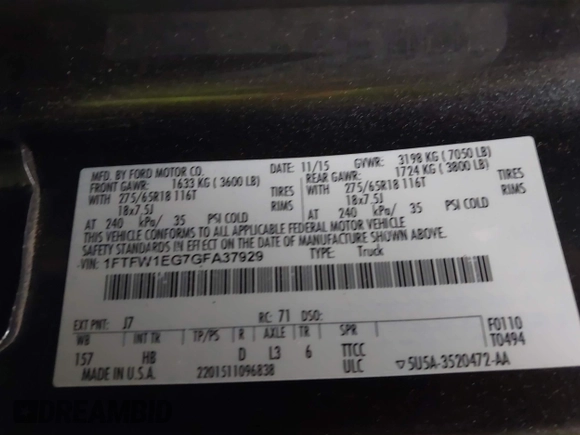 MFD. BY FORD MOTOR CO. DATE: 11/15 GVWR: 3198 KG ( 7050 LB)
FRONT GAWR: 1633 KG ( 3600 LB) REAR GAWR: 1724 KG ( 3800 LB)
WITH 275/65R18 116T TIRES WITH 275/65R18 116T TIRES
18x7.5J RIMS 18x7.5J RIMS
AT 240 kPa/ 35 PSI COLD AT 240 kPa/ 35 PSI COLD
THIS VEHICLE CONFORMS TO ALL APPLICABLE FEDERAL MOTOR VEHICLE
SAFETY STANDARDS IN EFFECT ON THE DATE OF MANUFACTURE SHOWN ABOVE.
VIN: 1FTFW1EG7GFA37929 TYPE: Truck
EXT PNT: J7 RC: 71 DSO: F0110
WB INT TR TP/PS R AXLE TR SPR T0494
157 HB D L3 6 TTCC
MADE IN U.S.A. 2201511096838 ULC ▽ 5U5A-3520472-AA
DREAMBID